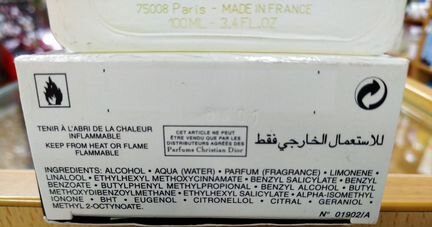 75008 Paris - MADE IN FRANCE
100ML - 3.4FL.OZ
TENIR À L'ABRI DE LA CHALEUR
INFLAMMABLE
KEEP FROM HEAT OR FLAME
FLAMMABLE
CET ARTICLE NE PEUT
ÊTRE VENDU QUE PAR LES
DISTRIBUTEURS AGRÉÉS DES
Parfums Christian Dior
للاستعمال الخارجي فقط
INGREDIENTS: ALCOHOL • AQUA (WATER) • PARFUM (FRAGRANCE) • LIMONENE •
LINALOOL • ETHYLHEXYL METHOXYCINNAMATE • BENZYL SALICYLATE • BENZYL
BENZOATE • BUTYLPHENYL METHYLPROPIONAL • BENZYL ALCOHOL • BUTYL
METHOXYDIBENZOYLMETHANE • ETHYLHEXYL SALICYLATE • ALPHA-ISOMETHYL
IONONE • BHT • EUGENOL • CITRONELLOL • CITRAL • GERANIOL •
METHYL 2-OCTYNOATE.
N° 01902/A